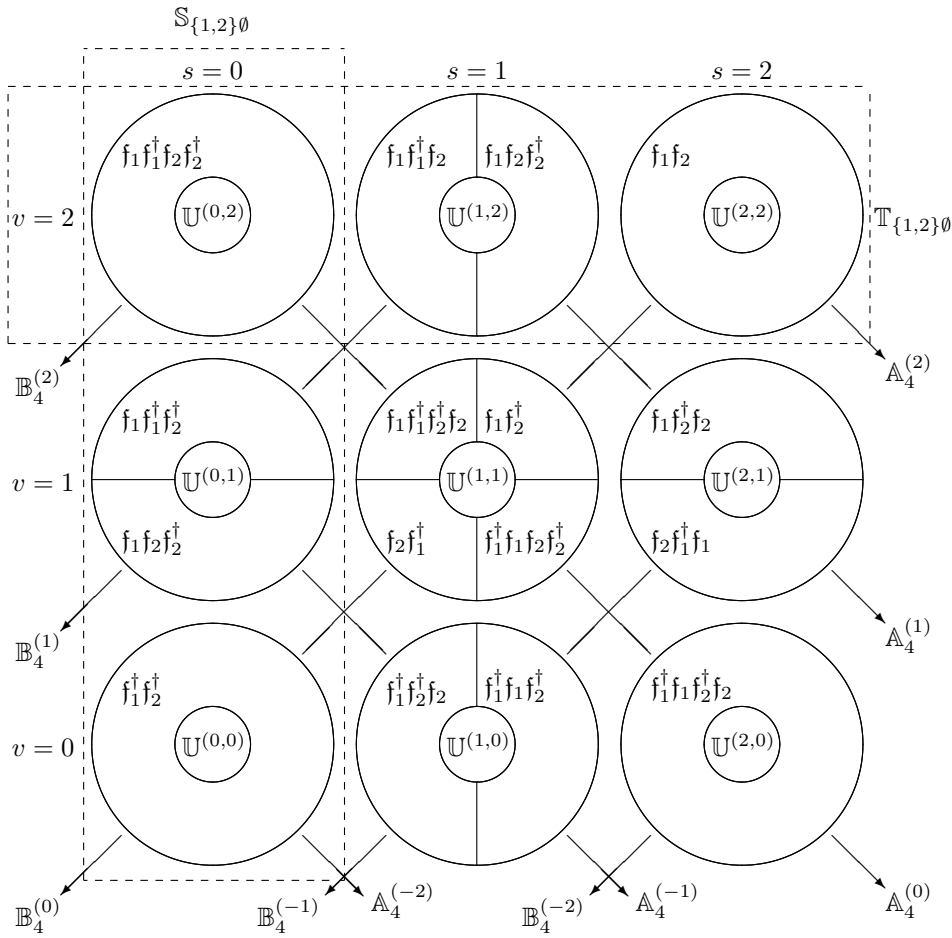 𝕊_{{1,2}∅}
s = 0 s = 1 s = 2
𝔣₁𝔣₁†𝔣₂𝔣₂† 𝔣₁𝔣₁†𝔣₂ 𝔣₁𝔣₂𝔣₂† 𝔣₁𝔣₂
v = 2 𝕌^{(0,2)} 𝕌^{(1,2)} 𝕌^{(2,2)} 𝕋_{{1,2}∅}
𝔹₄^{(2)} 𝔸₄^{(2)}
𝔣₁𝔣₁†𝔣₂† 𝔣₁𝔣₁†𝔣₂†𝔣₂ 𝔣₁𝔣₂† 𝔣₁𝔣₂†𝔣₂
v = 1 𝕌^{(0,1)} 𝕌^{(1,1)} 𝕌^{(2,1)}
𝔣₁𝔣₂𝔣₂† 𝔣₂𝔣₁† 𝔣₁†𝔣₁𝔣₂𝔣₂† 𝔣₂𝔣₁†𝔣₁
𝔹₄^{(1)} 𝔸₄^{(1)}
𝔣₁†𝔣₂† 𝔣₁†𝔣₂†𝔣₂ 𝔣₁†𝔣₁𝔣₂† 𝔣₁†𝔣₁𝔣₂†𝔣₂
v = 0 𝕌^{(0,0)} 𝕌^{(1,0)} 𝕌^{(2,0)}
𝔹₄^{(0)} 𝔹₄^{(−1)} 𝔸₄^{(−2)} 𝔹₄^{(−2)} 𝔸₄^{(−1)} 𝔸₄^{(0)}